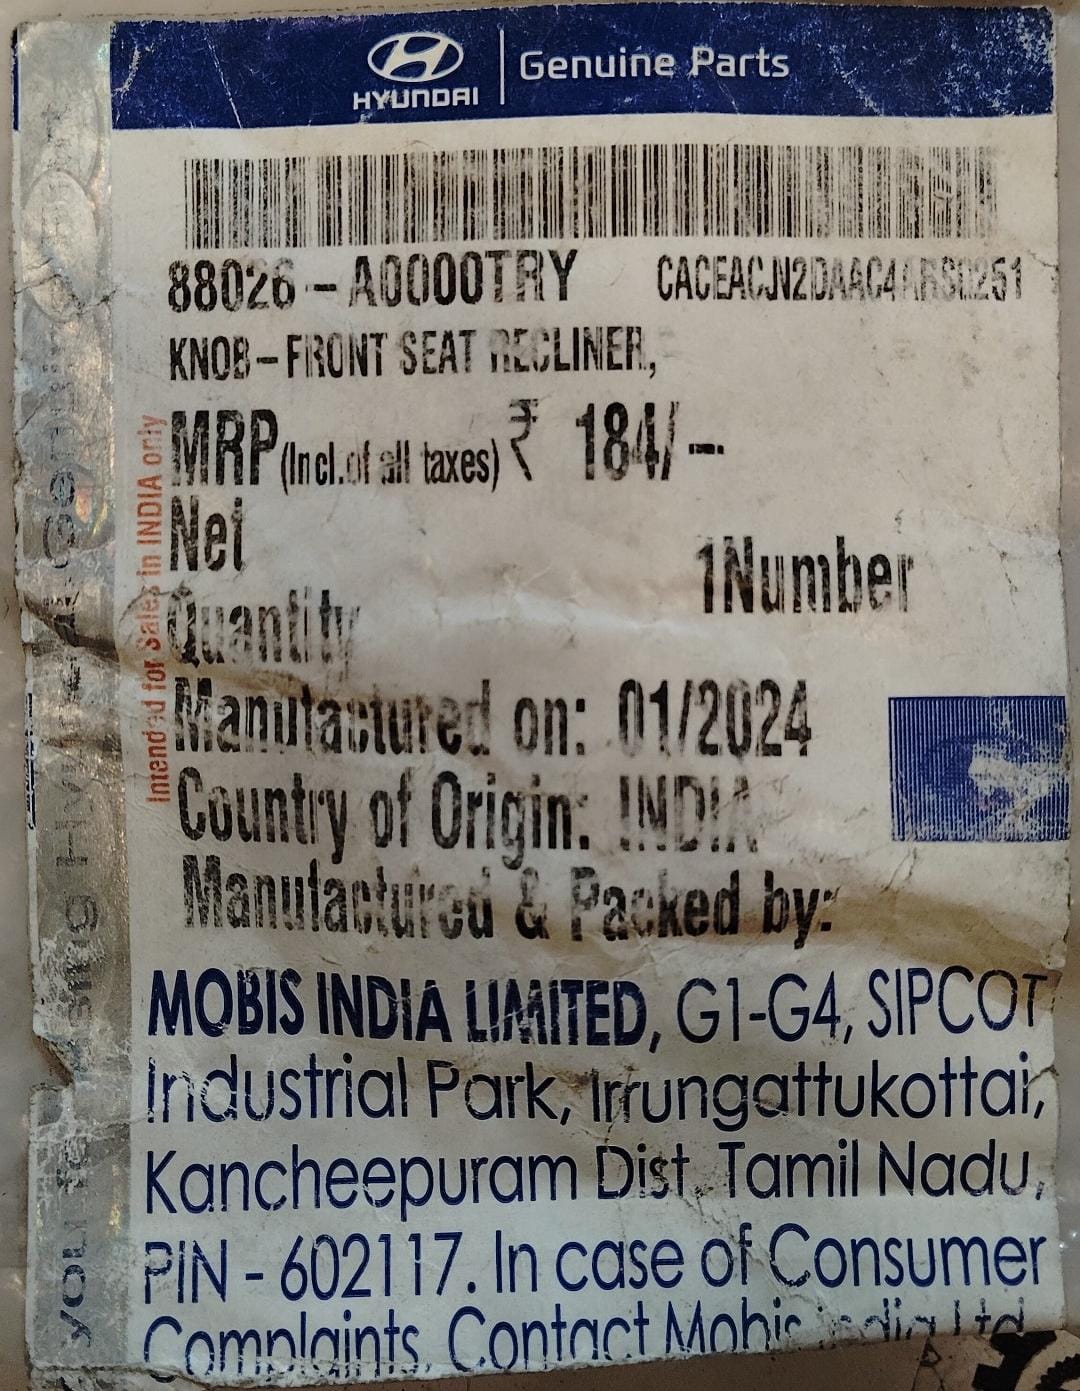 HYUNDAI
Genuine Parts
88026-A0000TRY
KNOB-FRONT SEAT RECLINER,
MRP(Incl.of all taxes) ₹ 184/-
Net
Quantity
1Number
Manufactured on: 01/2024
Country of Origin: INDIA
Manufactured & Packed by:
MOBIS INDIA LIMITED, G1-G4, SIPCOT
Industrial Park, Irrungattukottai,
Kancheepuram Dist, Tamil Nadu,
PIN - 602117. In case of Consumer
Complaints, Contact Mobis India Ltd
Intended for Sales in INDIA only